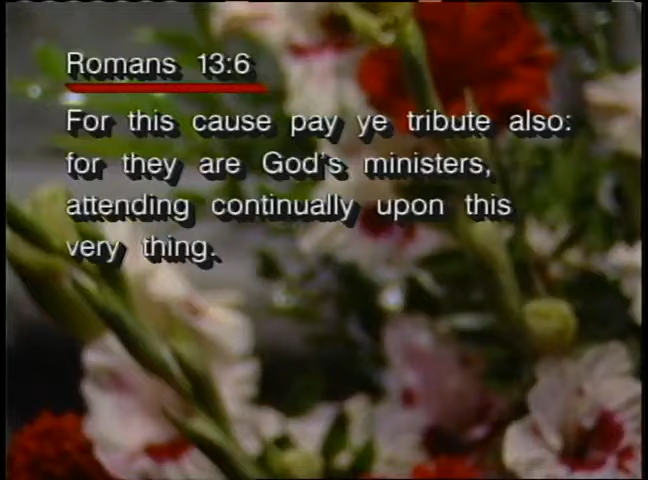 Romans 13:6
For this cause pay ye tribute also:
for they are God's ministers,
attending continually upon this
very thing.